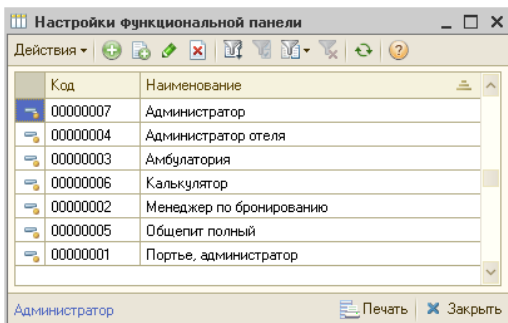 Настройки функциональной панели
Действия
Код Наименование
00000007 Администратор
00000004 Администратор отеля
00000003 Амбулатория
00000006 Калькулятор
00000002 Менеджер по бронированию
00000005 Общепит полный
00000001 Портье, администратор
Администратор Печать Закрыть